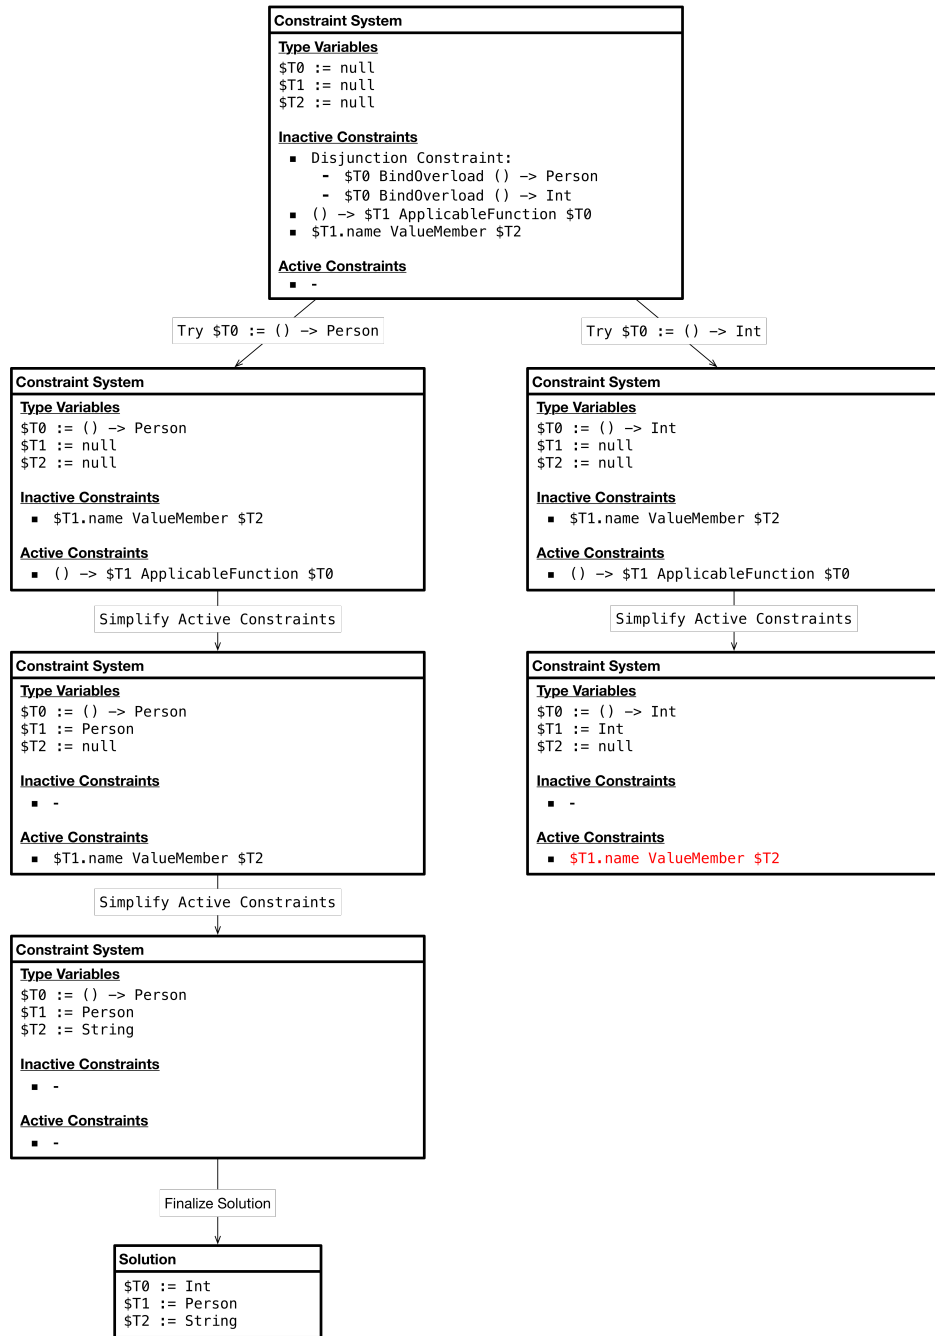 Constraint System
Type Variables
$T0 := null
$T1 := null
$T2 := null
Inactive Constraints
▪ Disjunction Constraint:
- $T0 BindOverload () -> Person
- $T0 BindOverload () -> Int
▪ () -> $T1 ApplicableFunction $T0
▪ $T1.name ValueMember $T2
Active Constraints
▪ -
Try $T0 := () -> Person
Try $T0 := () -> Int
Constraint System
Type Variables
$T0 := () -> Person
$T1 := null
$T2 := null
Inactive Constraints
▪ $T1.name ValueMember $T2
Active Constraints
▪ () -> $T1 ApplicableFunction $T0
Constraint System
Type Variables
$T0 := () -> Int
$T1 := null
$T2 := null
Inactive Constraints
▪ $T1.name ValueMember $T2
Active Constraints
▪ () -> $T1 ApplicableFunction $T0
Simplify Active Constraints
Simplify Active Constraints
Constraint System
Type Variables
$T0 := () -> Person
$T1 := Person
$T2 := null
Inactive Constraints
▪ -
Active Constraints
▪ $T1.name ValueMember $T2
Constraint System
Type Variables
$T0 := () -> Int
$T1 := Int
$T2 := null
Inactive Constraints
▪ -
Active Constraints
▪ $T1.name ValueMember $T2
Simplify Active Constraints
Constraint System
Type Variables
$T0 := () -> Person
$T1 := Person
$T2 := String
Inactive Constraints
▪ -
Active Constraints
▪ -
Finalize Solution
Solution
$T0 := Int
$T1 := Person
$T2 := String